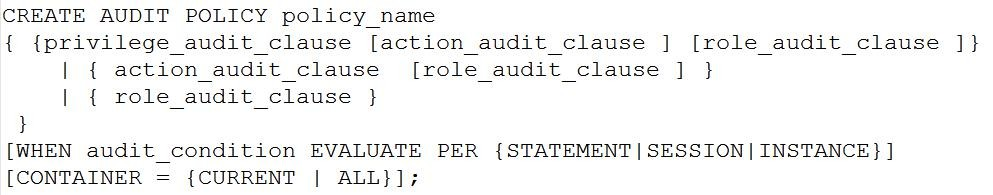 CREATE AUDIT POLICY policy_name
{ {privilege_audit_clause [action_audit_clause ] [role_audit_clause ]}
| { action_audit_clause [role_audit_clause ] }
| { role_audit_clause }
}
[WHEN audit_condition EVALUATE PER {STATEMENT|SESSION|INSTANCE}]
[CONTAINER = {CURRENT | ALL}];